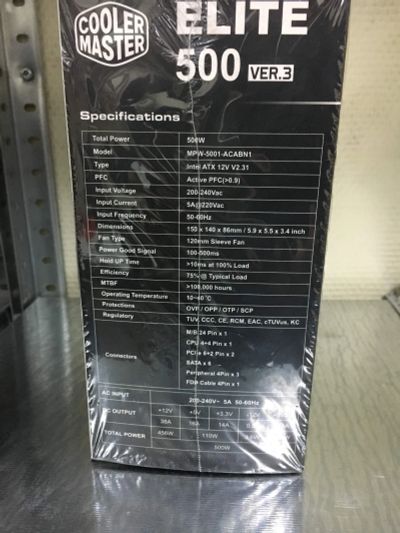 COOLER
MASTER
ELITE
500 VER.3
Specifications
Total Power 500W
Model MPW-5001-ACABN1
Type Intel ATX 12V V2.31
PFC Active PFC(>0.9)
Input Voltage 200-240Vac
Input Current 5A@220Vac
Input Frequency 50-60Hz
Dimensions 150 x 140 x 86mm / 5.9 x 5.5 x 3.4 inch
Fan Type 120mm Sleeve Fan
Power Good Signal 100-500ms
Hold UP Time >16ms at 100% Load
Efficiency 75% @ Typical Load
MTBF >100,000 hours
Operating Temperature 10~40°C
Protections OVP / OPP / OTP / SCP
Regulatory TUV, CCC, CE, RCM, EAC, cTUVus, KC
Connectors
M/B 24 Pin x 1
CPU 4+4 Pin x 1
PCI-e 6+2 Pin x 2
SATA x 6
Peripheral 4Pin x 3
FDD Cable 4Pin x 1
AC INPUT 200-240V~ 5A 50-60Hz
DC OUTPUT +12V +5V +3.3V -12V
38A 16A 14A
TOTAL POWER 456W 110W
500W